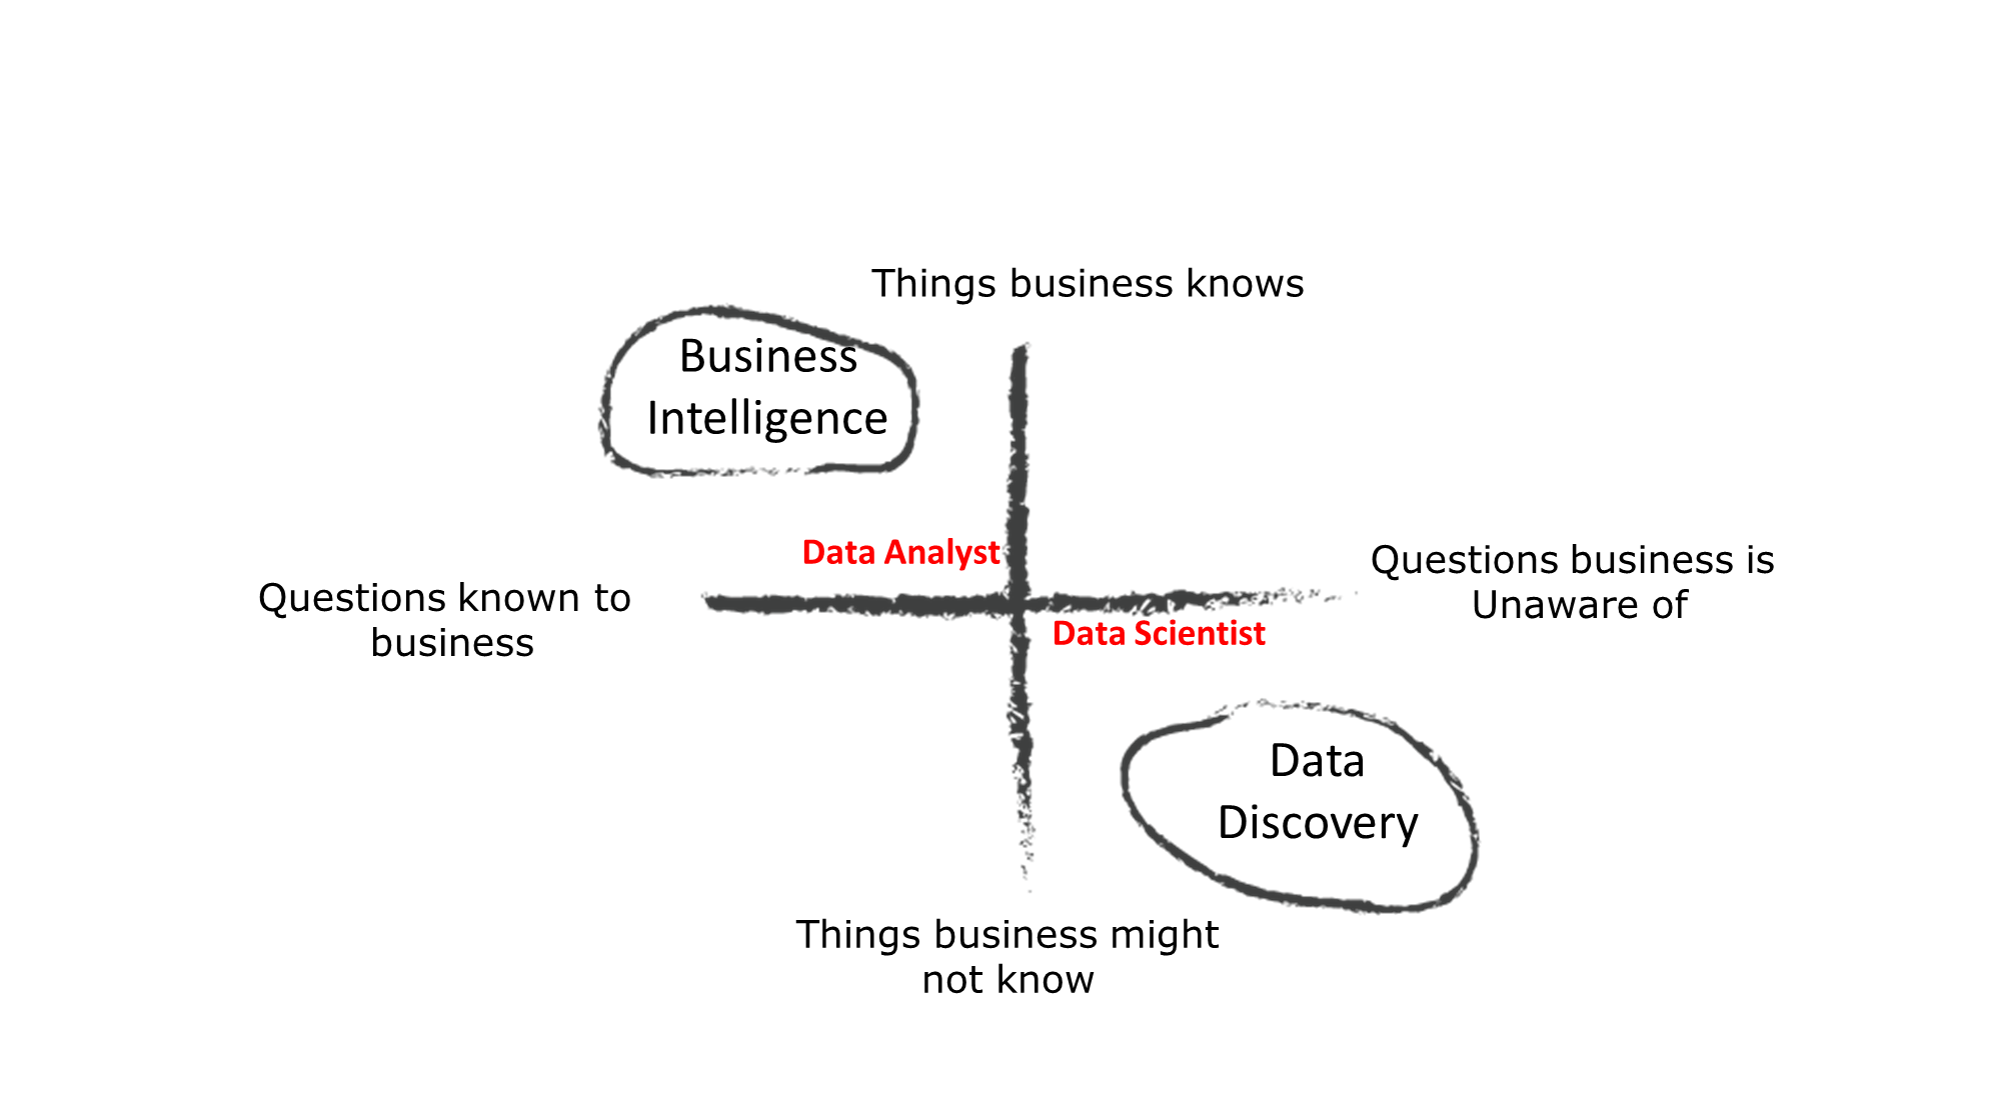 Things business knows
Business
Intelligence
Data Analyst
Questions known to
business
Questions business is
Unaware of
Data Scientist
Data
Discovery
Things business might
not know